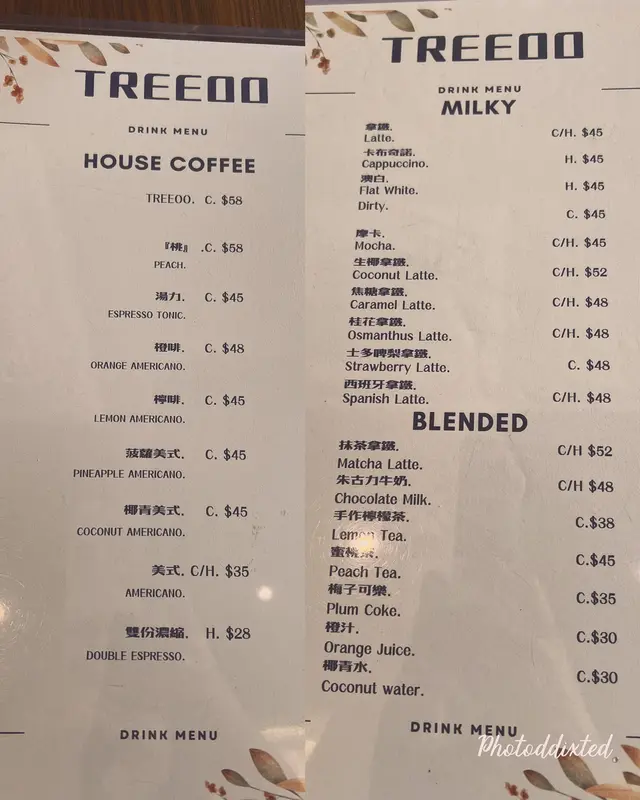 TREEOO
DRINK MENU
HOUSE COFFEE
TREEOO. C. $58
『桃』 .C. $58
PEACH.
湯力. C. $45
ESPRESSO TONIC.
橙啡. C. $48
ORANGE AMERICANO.
檸啡. C. $45
LEMON AMERICANO.
菠蘿美式. C. $45
PINEAPPLE AMERICANO.
椰青美式. C. $45
COCONUT AMERICANO.
美式. C/H. $35
AMERICANO.
雙份濃縮. H. $28
DOUBLE ESPRESSO.
DRINK MENU
TREEOO
DRINK MENU
MILKY
拿鐵.
Latte. C/H. $45
卡布奇諾.
Cappuccino. H. $45
澳白.
Flat White. H. $45
Dirty. C. $45
摩卡.
Mocha. C/H. $45
生椰拿鐵.
Coconut Latte. C/H. $52
焦糖拿鐵.
Caramel Latte. C/H. $48
桂花拿鐵.
Osmanthus Latte. C/H. $48
士多啤梨拿鐵.
Strawberry Latte. C. $48
西班牙拿鐵.
Spanish Latte. C/H. $48
BLENDED
抹茶拿鐵.
Matcha Latte. C/H $52
朱古力牛奶.
Chocolate Milk. C/H $48
手作檸檬茶.
Lemon Tea. C.$38
蜜桃茶.
Peach Tea. C.$45
梅子可樂.
Plum Coke. C.$35
橙汁.
Orange Juice. C.$30
椰青水.
Coconut water. C.$30
DRINK MENU
Photoddixted.